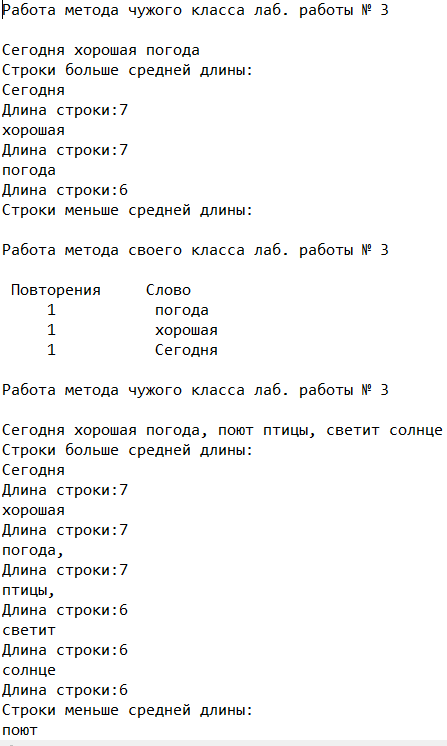 Работа метода чужого класса лаб. работы № 3
Сегодня хорошая погода
Строки больше средней длины:
Сегодня
Длина строки:7
хорошая
Длина строки:7
погода
Длина строки:6
Строки меньше средней длины:
Работа метода своего класса лаб. работы № 3
Повторения     Слово
1           погода
1           хорошая
1           Сегодня
Работа метода чужого класса лаб. работы № 3
Сегодня хорошая погода, поют птицы, светит солнце
Строки больше средней длины:
Сегодня
Длина строки:7
хорошая
Длина строки:7
погода,
Длина строки:7
птицы,
Длина строки:6
светит
Длина строки:6
солнце
Длина строки:6
Строки меньше средней длины:
поют